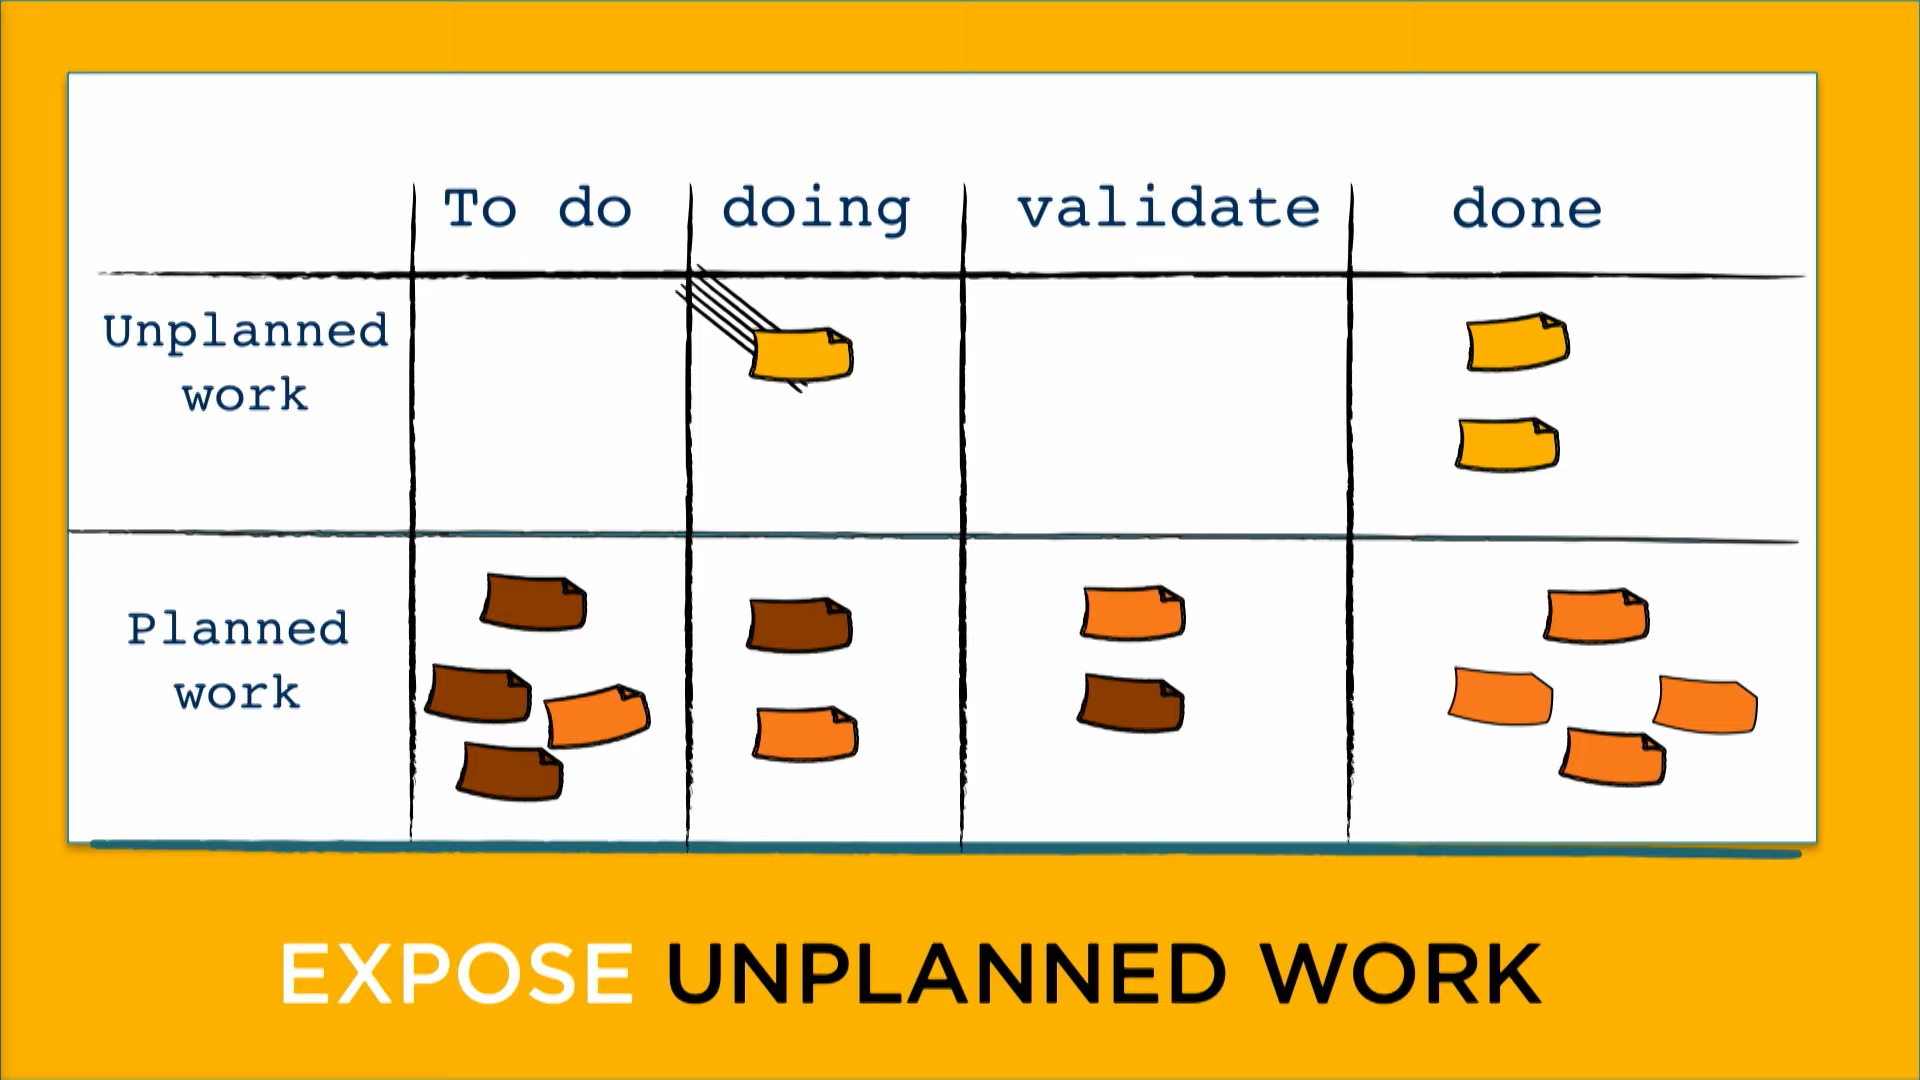 To do doing validate done
Unplanned
work
Planned
work
EXPOSE UNPLANNED WORK